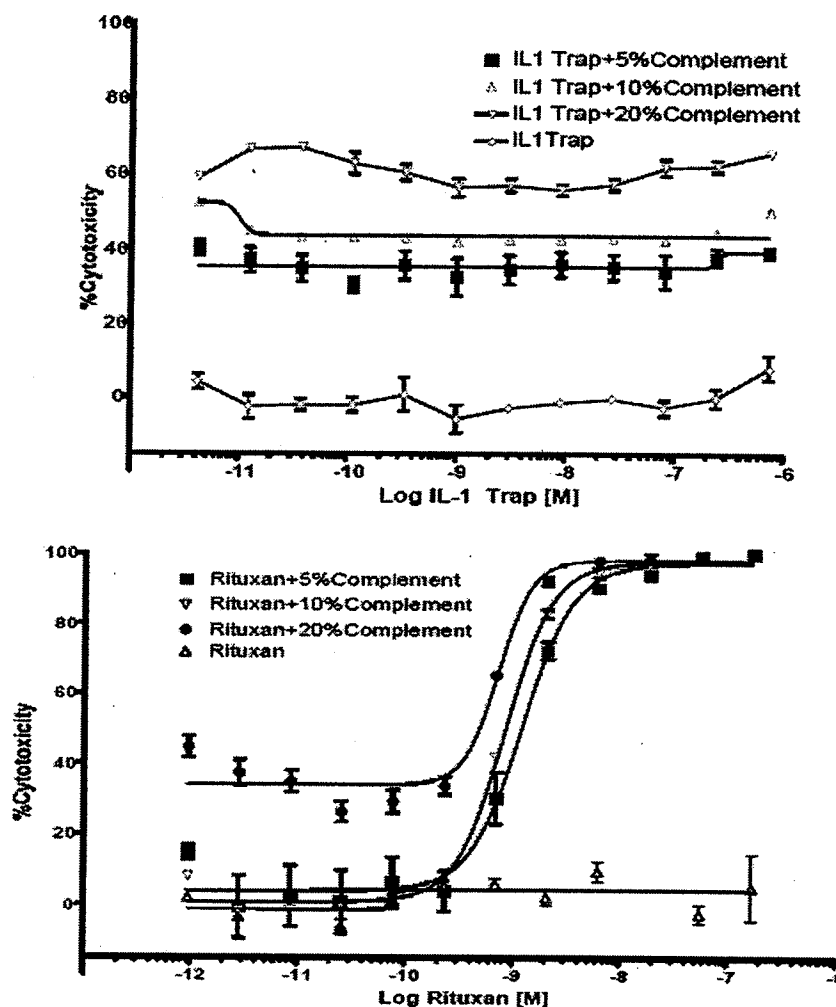 100
80
60
40
20
0
%Cytotoxicity
IL1 Trap+5%Complement
IL1 Trap+10%Complement
IL1 Trap+20%Complement
IL1Trap
-11 -10 -9 -8 -7 -6
Log IL-1 Trap [M]
100
80
60
40
20
0
%Cytotoxicity
Rituxan+5%Complement
Rituxan+10%Complement
Rituxan+20%Complement
Rituxan
-12 -11 -10 -9 -8 -7
Log Rituxan [M]